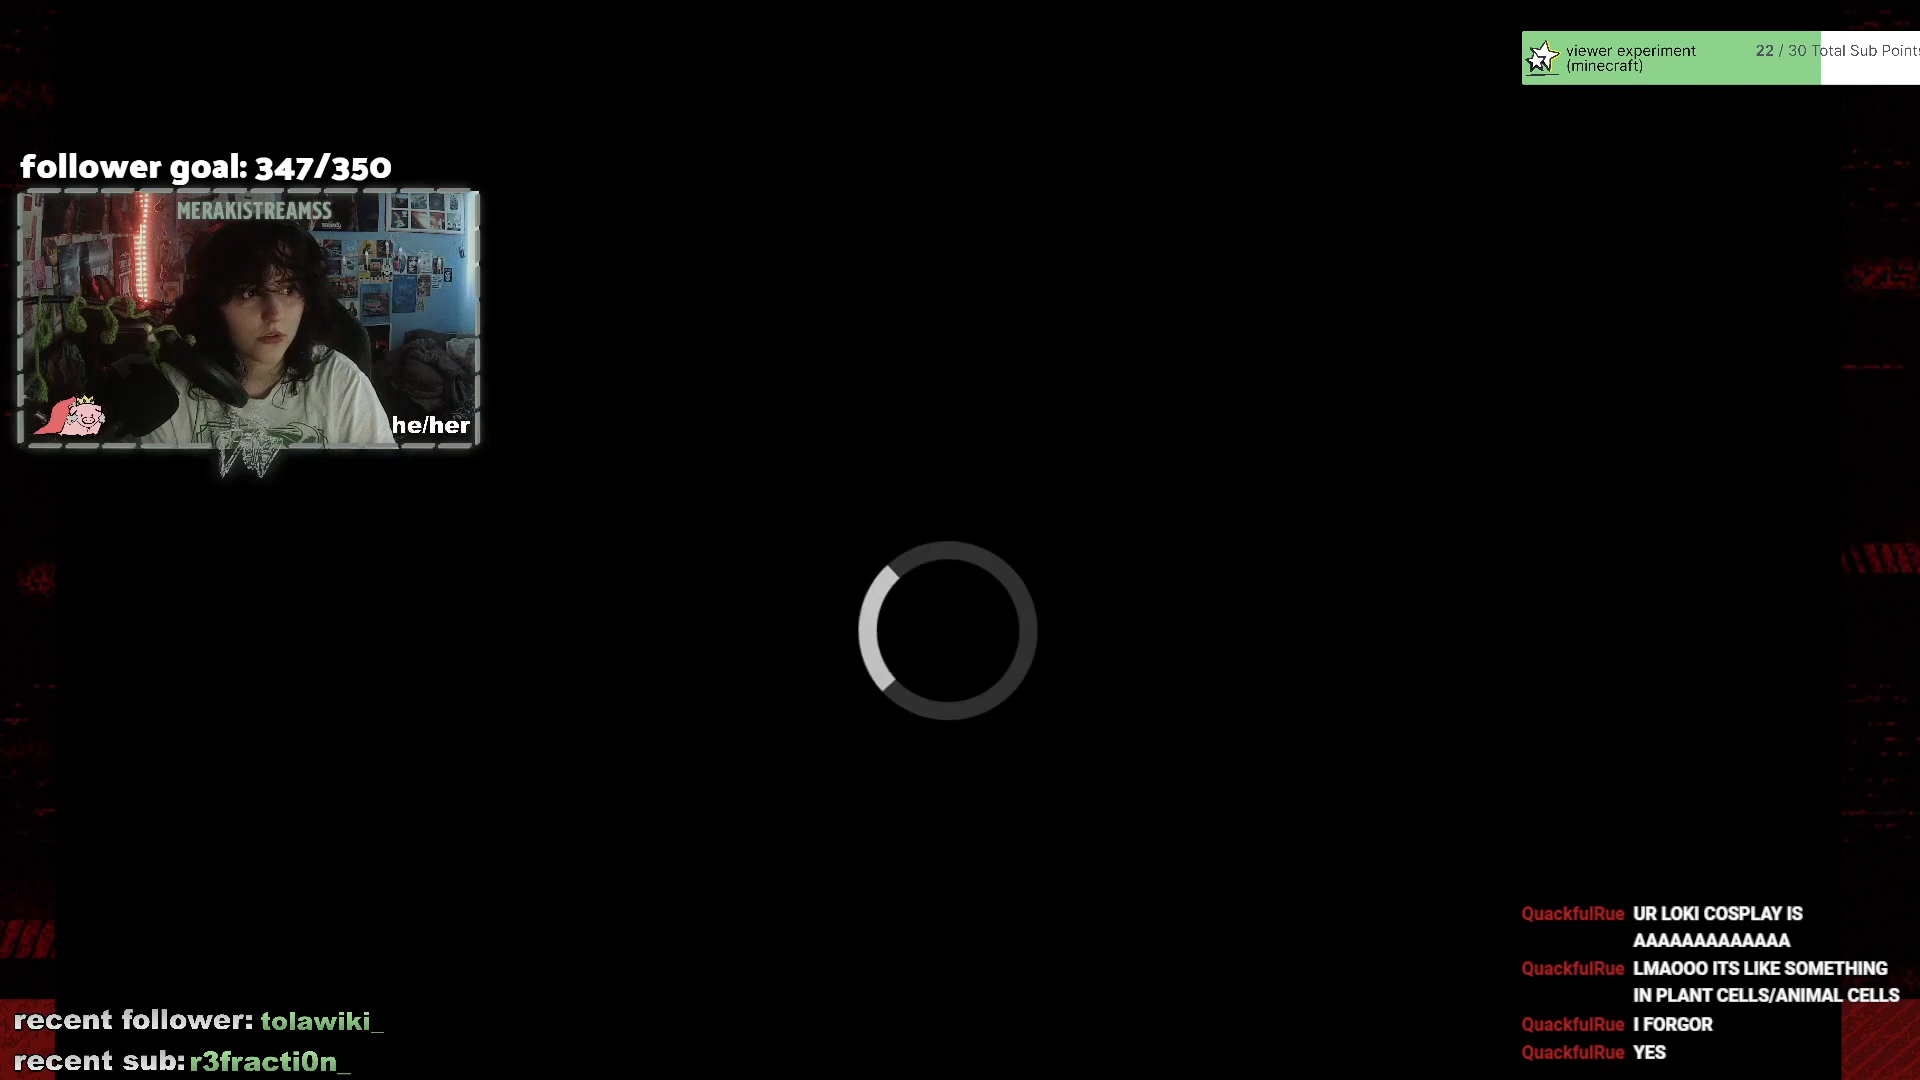 viewer experiment
(minecraft)
22 / 30 Total Sub Points
follower goal: 347/350
MERAKISTREAMSS
he/her
QuackfulRue UR LOKI COSPLAY IS
AAAAAAAAAAAAA
QuackfulRue LMAOOO ITS LIKE SOMETHING
IN PLANT CELLS/ANIMAL CELLS
QuackfulRue I FORGOR
QuackfulRue YES
recent follower: tolawiki_
recent sub: r3fracti0n_